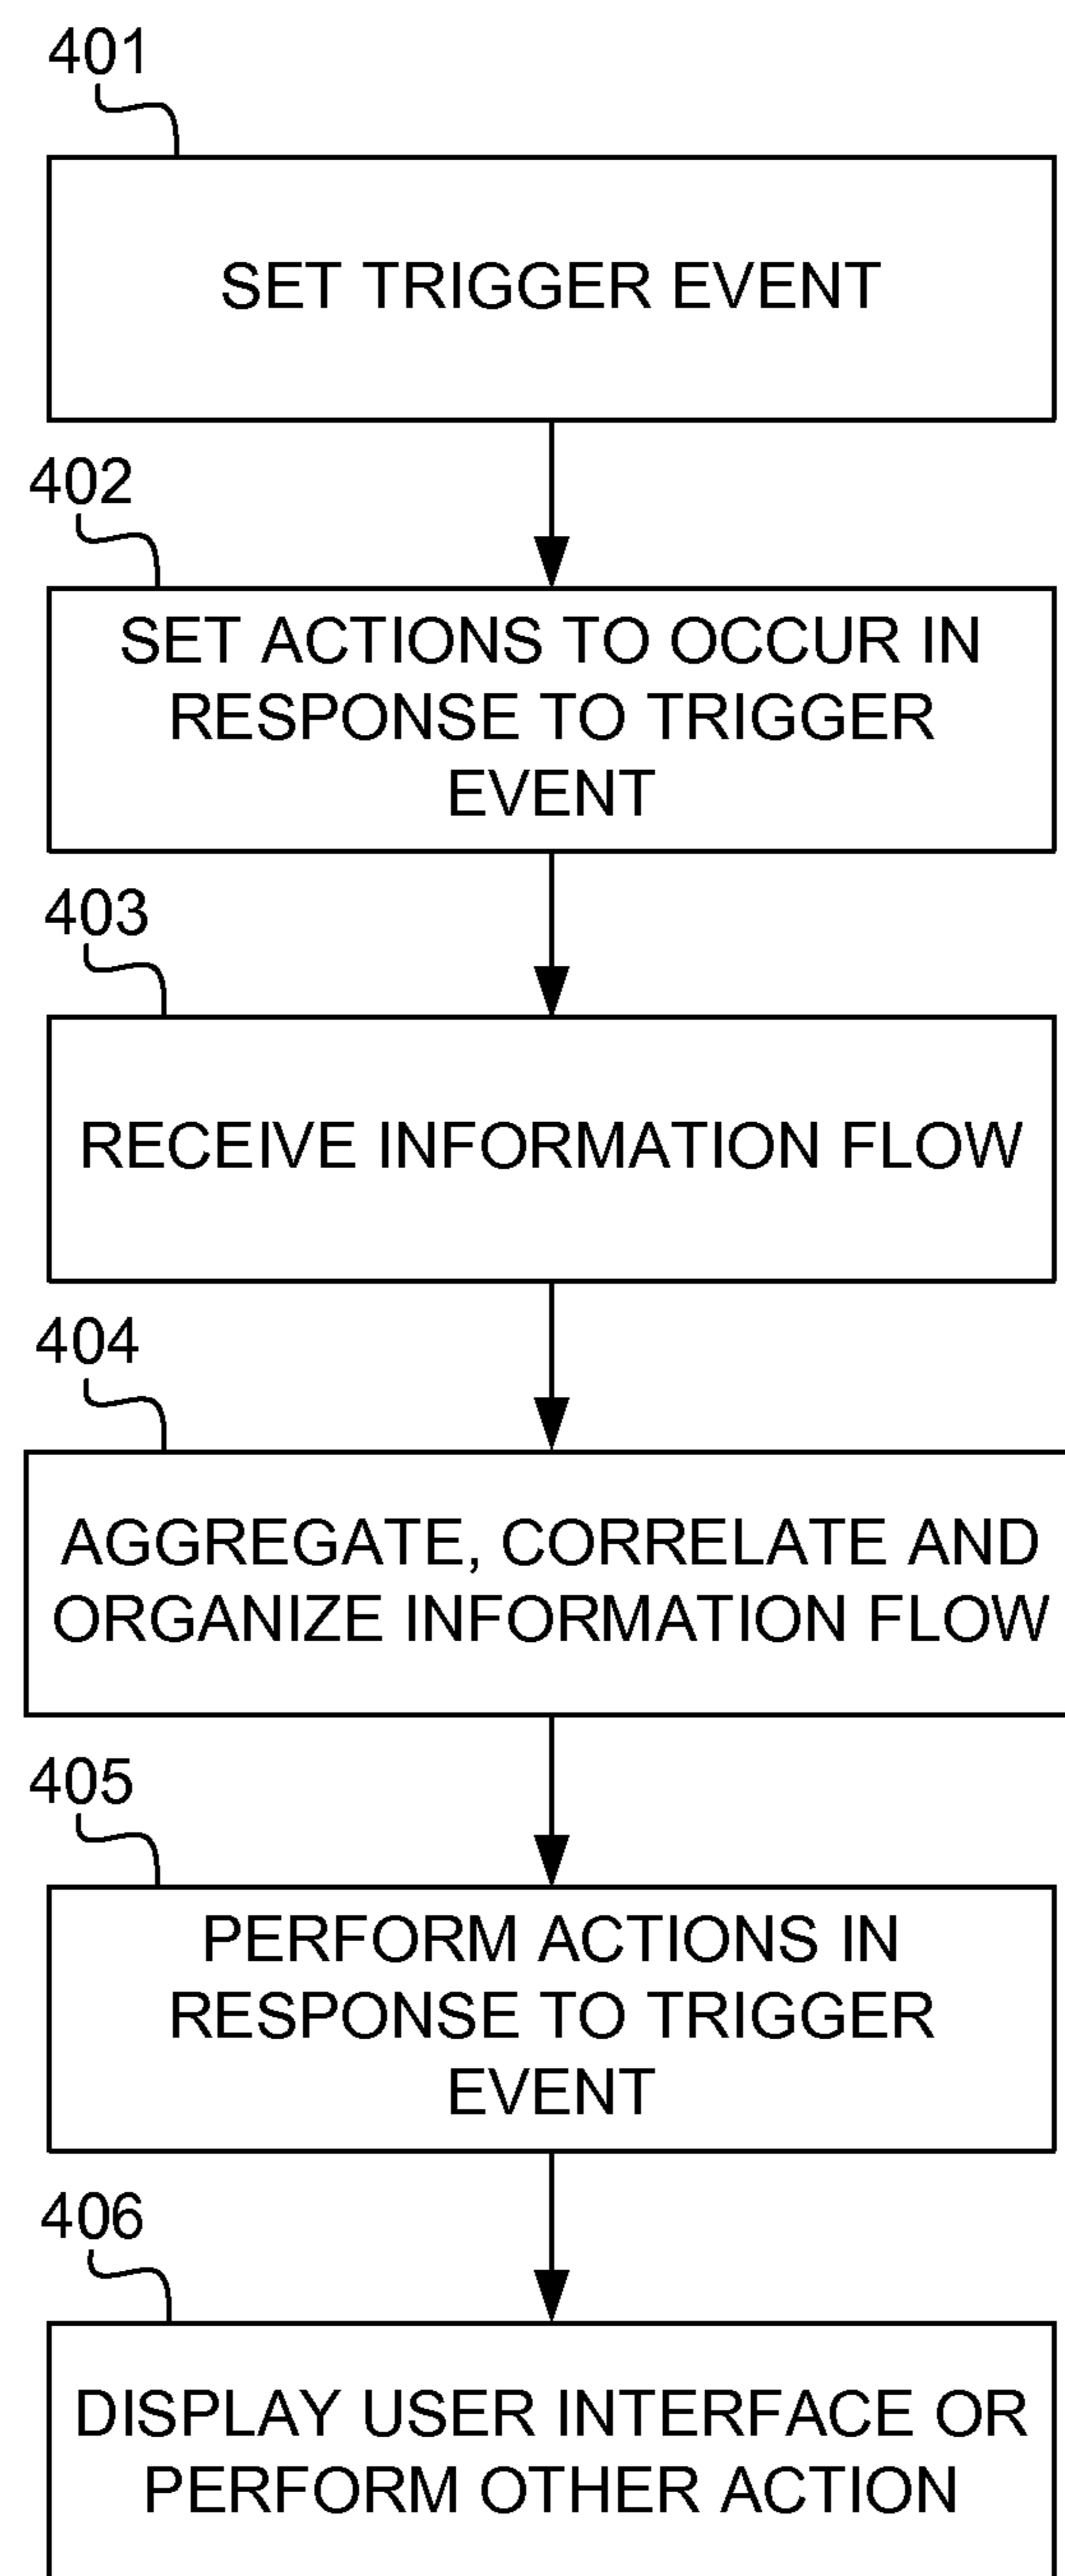 401
SET TRIGGER EVENT
402
SET ACTIONS TO OCCUR IN
RESPONSE TO TRIGGER
EVENT
403
RECEIVE INFORMATION FLOW
404
AGGREGATE, CORRELATE AND
ORGANIZE INFORMATION FLOW
405
PERFORM ACTIONS IN
RESPONSE TO TRIGGER
EVENT
406
DISPLAY USER INTERFACE OR
PERFORM OTHER ACTION